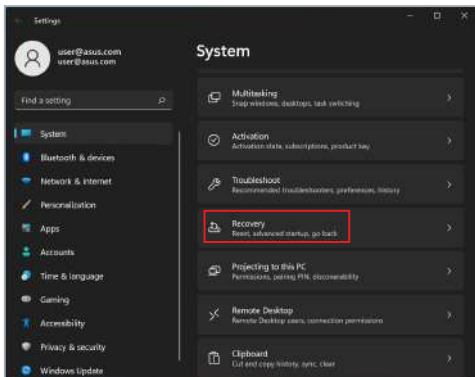 Settings
user@asus.com
user@asus.com
Find a setting
System
Bluetooth & devices
Network & internet
Personalization
Apps
Accounts
Time & language
Gaming
Accessibility
Privacy & security
Windows Update
System
Multitasking
Snap windows, desktops, task switching
Activation
Activation state, subscriptions, product key
Troubleshoot
Recommended troubleshooters, preferences, history
Recovery
Reset, advanced startup, go back
Projecting to this PC
Permissions, pairing PIN, discoverability
Remote Desktop
Remote Desktop users, connection permissions
Clipboard
Cut and copy history, sync, clear